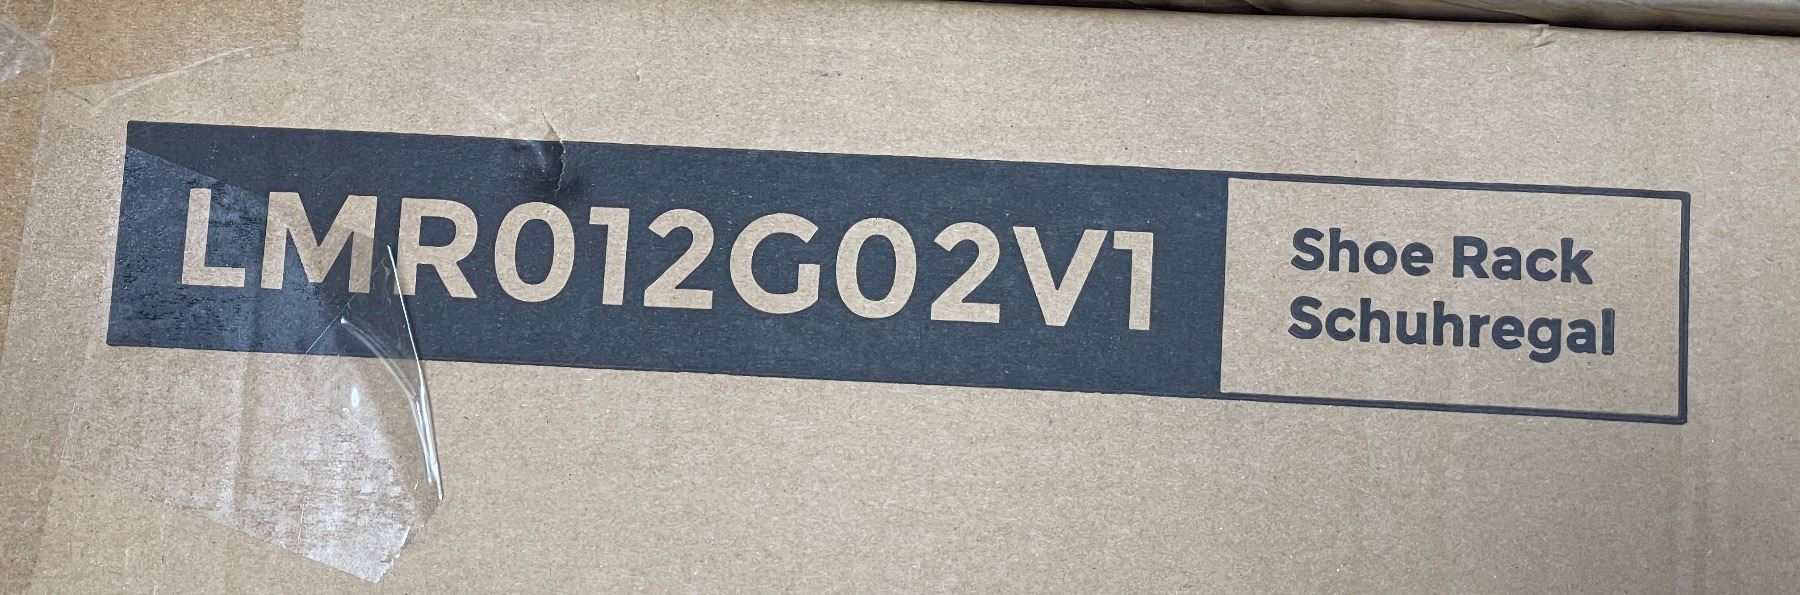 LMR012G02V1
Shoe Rack
Schuhregal